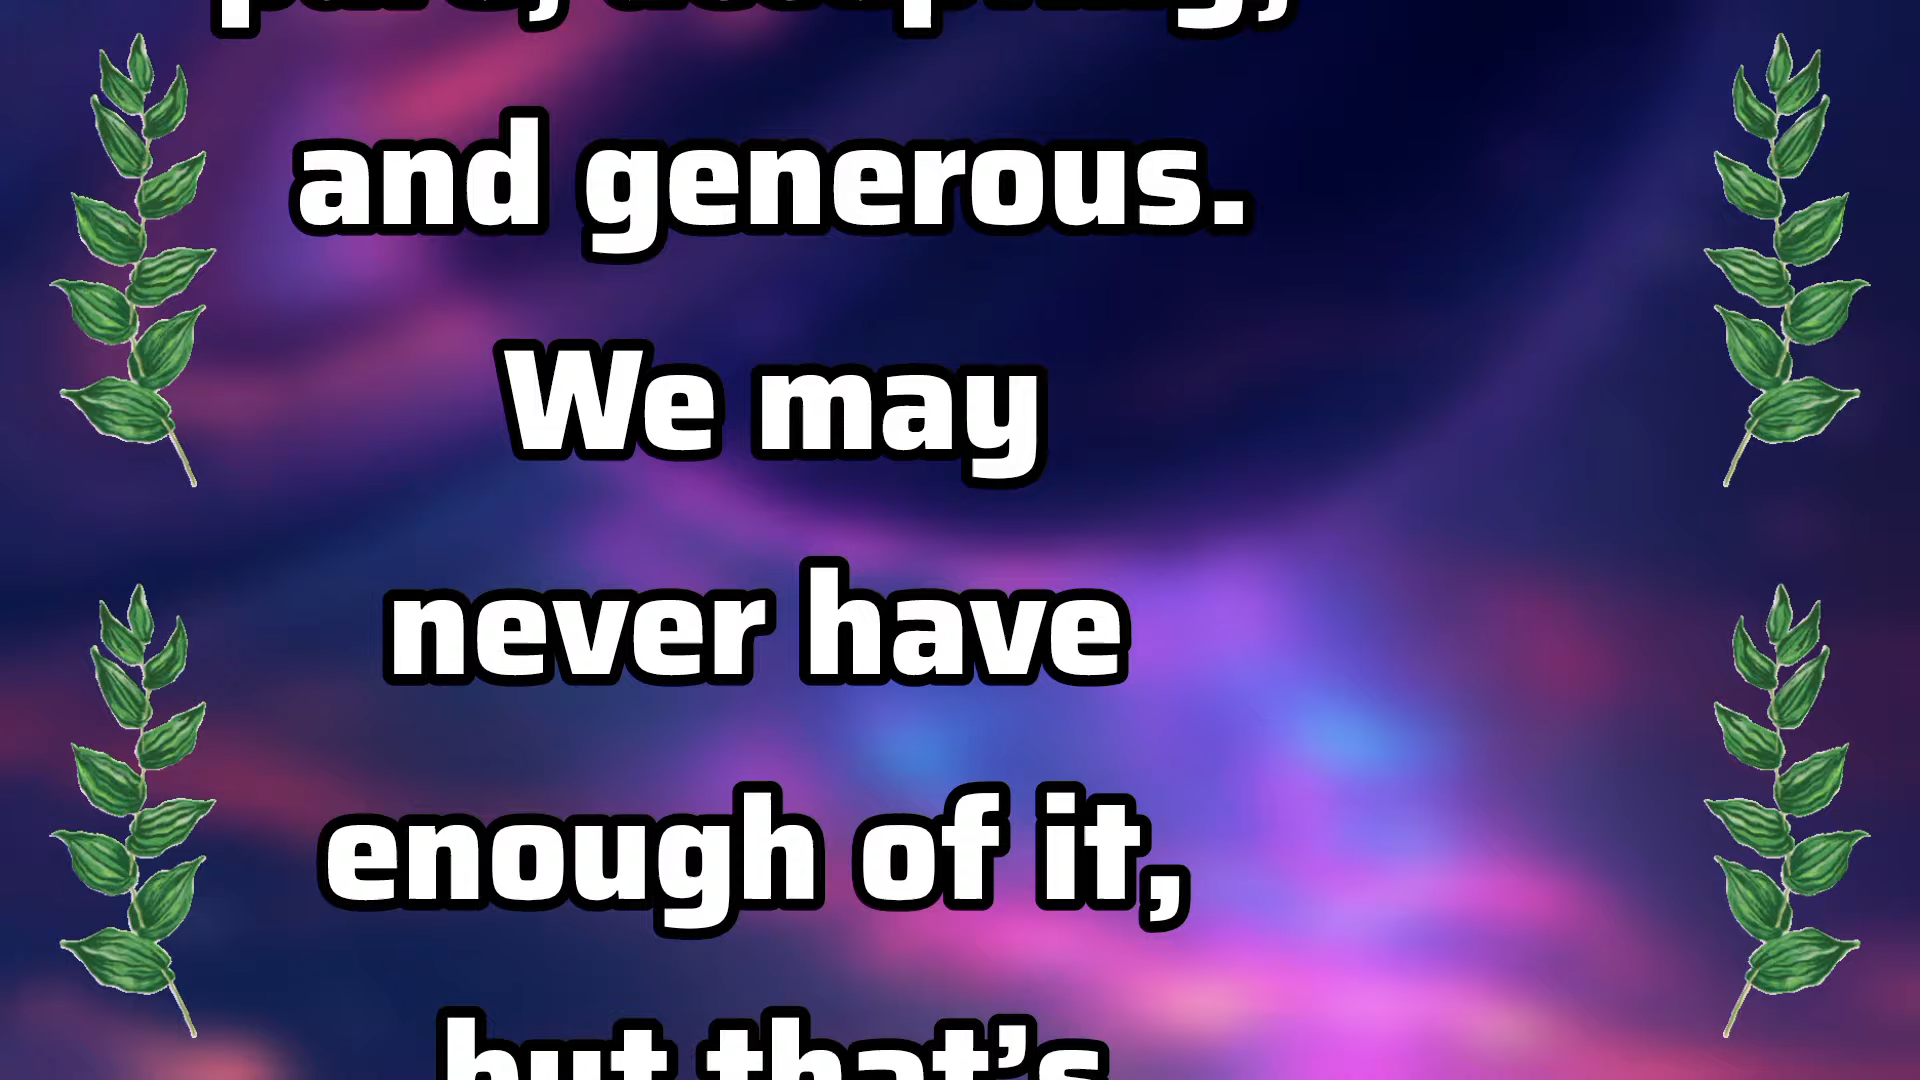 and generous.
We may
never have
enough of it,
but that's